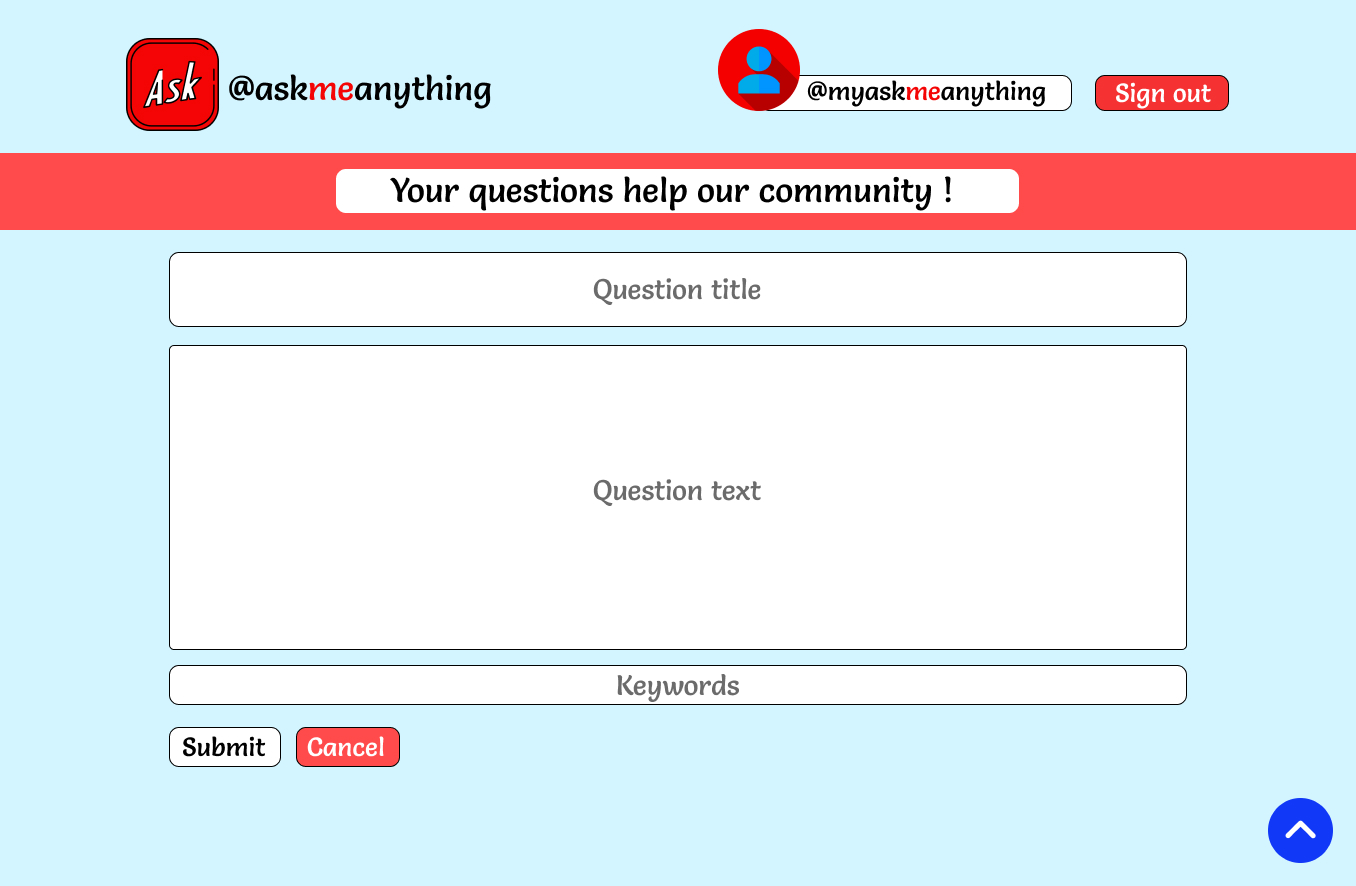 Ask
@askmeanything
@myaskmeanything
Sign out
Your questions help our community !
Question title
Question text
Keywords
Submit
Cancel